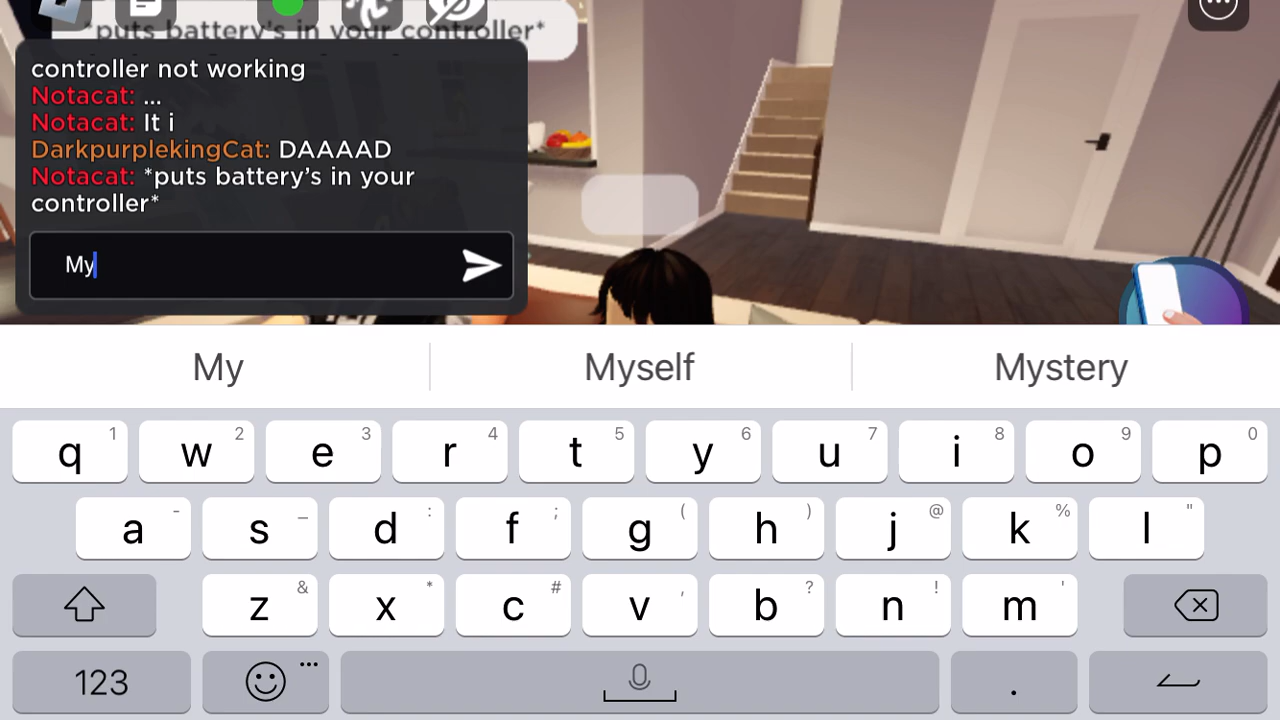 *puts battery's in your controller*
controller not working
Notacat: ...
Notacat: It i
DarkpurplekingCat: DAAAAD
Notacat: *puts battery’s in your
controller*
My
My Myself Mystery
q 1 w 2 e 3 r 4 t 5 y 6 u 7 i 8 o 9 p 0
a - s _ d : f ; g ( h ) j @ k % l "
z & x * c # v , b ? n ! m '
123 .